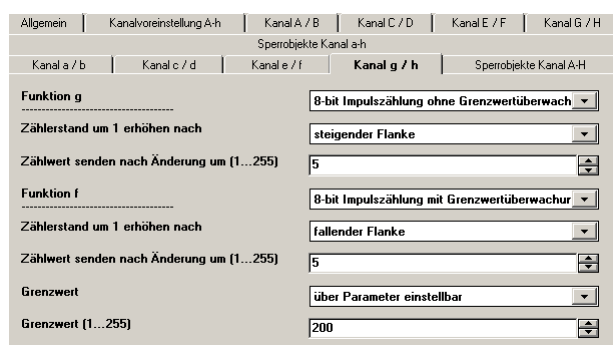 Allgemein Kanalvoreinstellung A-h Kanal A / B Kanal C / D Kanal E / F Kanal G / H
Sperrobjekte Kanal a-h
Kanal a / b Kanal c / d Kanal e / f Kanal g / h Sperrobjekte Kanal A-H
Funktion g 8-bit Impulszählung ohne Grenzwertüberwach
-----------------------------------
Zählerstand um 1 erhöhen nach steigender Flanke
Zählwert senden nach Änderung um (1...255) 5
Funktion f 8-bit Impulszählung mit Grenzwertüberwachur
-----------------------------------
Zählerstand um 1 erhöhen nach fallender Flanke
Zählwert senden nach Änderung um (1...255) 5
Grenzwert über Parameter einstellbar
Grenzwert (1...255) 200